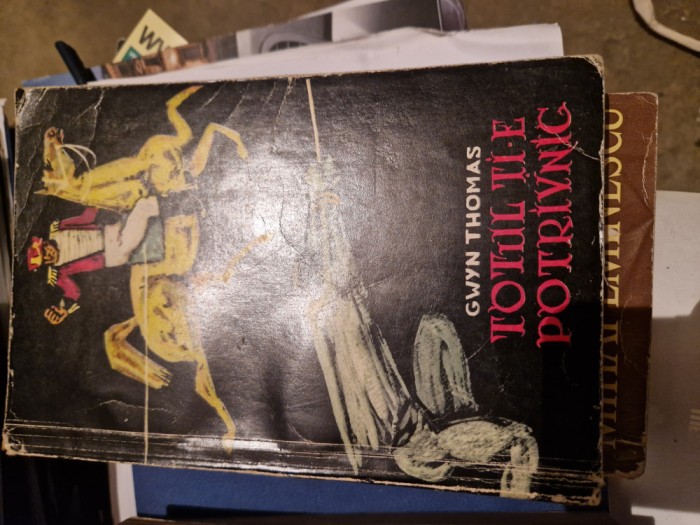 GWYN THOMAS
TOTUL ȚI-E
POTRIVNIC
MIHAI EMINESCU
W